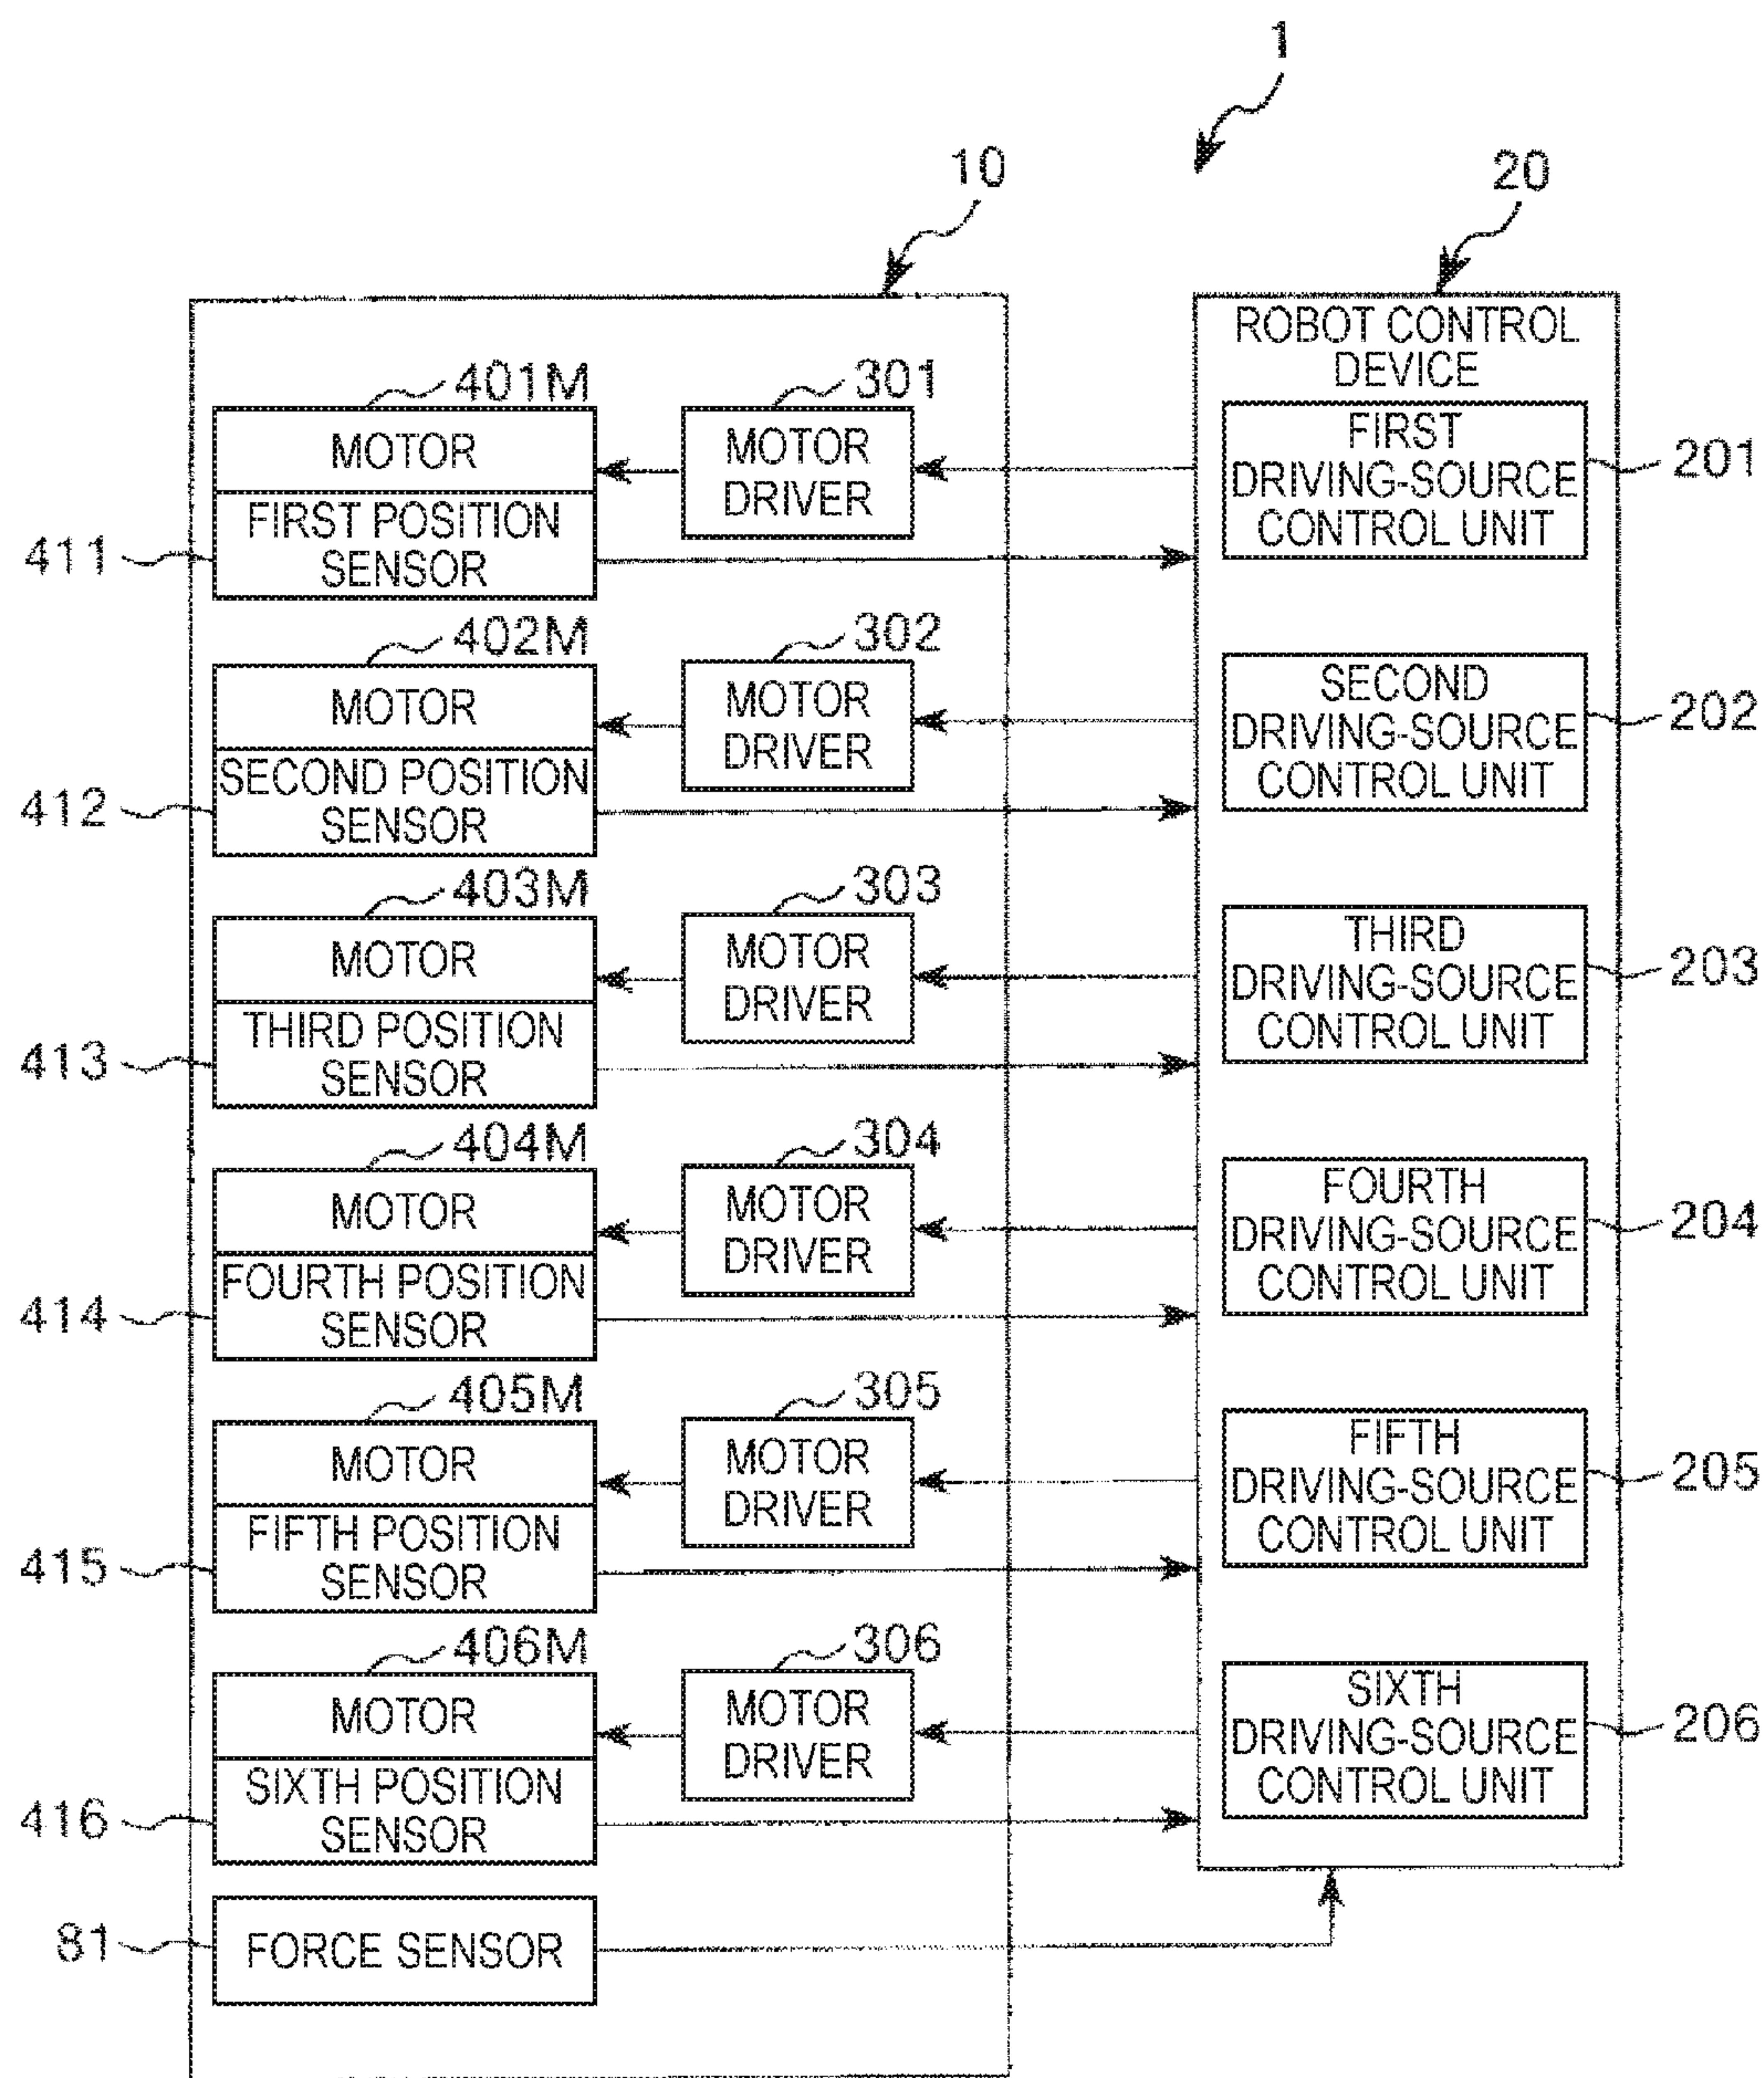 1
10
20
ROBOT CONTROL
DEVICE
401M
301
MOTOR
MOTOR
DRIVER
FIRST
DRIVING-SOURCE
CONTROL UNIT
201
FIRST POSITION
SENSOR
411
402M
302
MOTOR
MOTOR
DRIVER
SECOND
DRIVING-SOURCE
CONTROL UNIT
202
SECOND POSITION
SENSOR
412
403M
303
MOTOR
MOTOR
DRIVER
THIRD
DRIVING-SOURCE
CONTROL UNIT
203
THIRD POSITION
SENSOR
413
404M
304
MOTOR
MOTOR
DRIVER
FOURTH
DRIVING-SOURCE
CONTROL UNIT
204
FOURTH POSITION
SENSOR
414
405M
305
MOTOR
MOTOR
DRIVER
FIFTH
DRIVING-SOURCE
CONTROL UNIT
205
FIFTH POSITION
SENSOR
415
406M
306
MOTOR
MOTOR
DRIVER
SIXTH
DRIVING-SOURCE
CONTROL UNIT
206
SIXTH POSITION
SENSOR
416
81
FORCE SENSOR